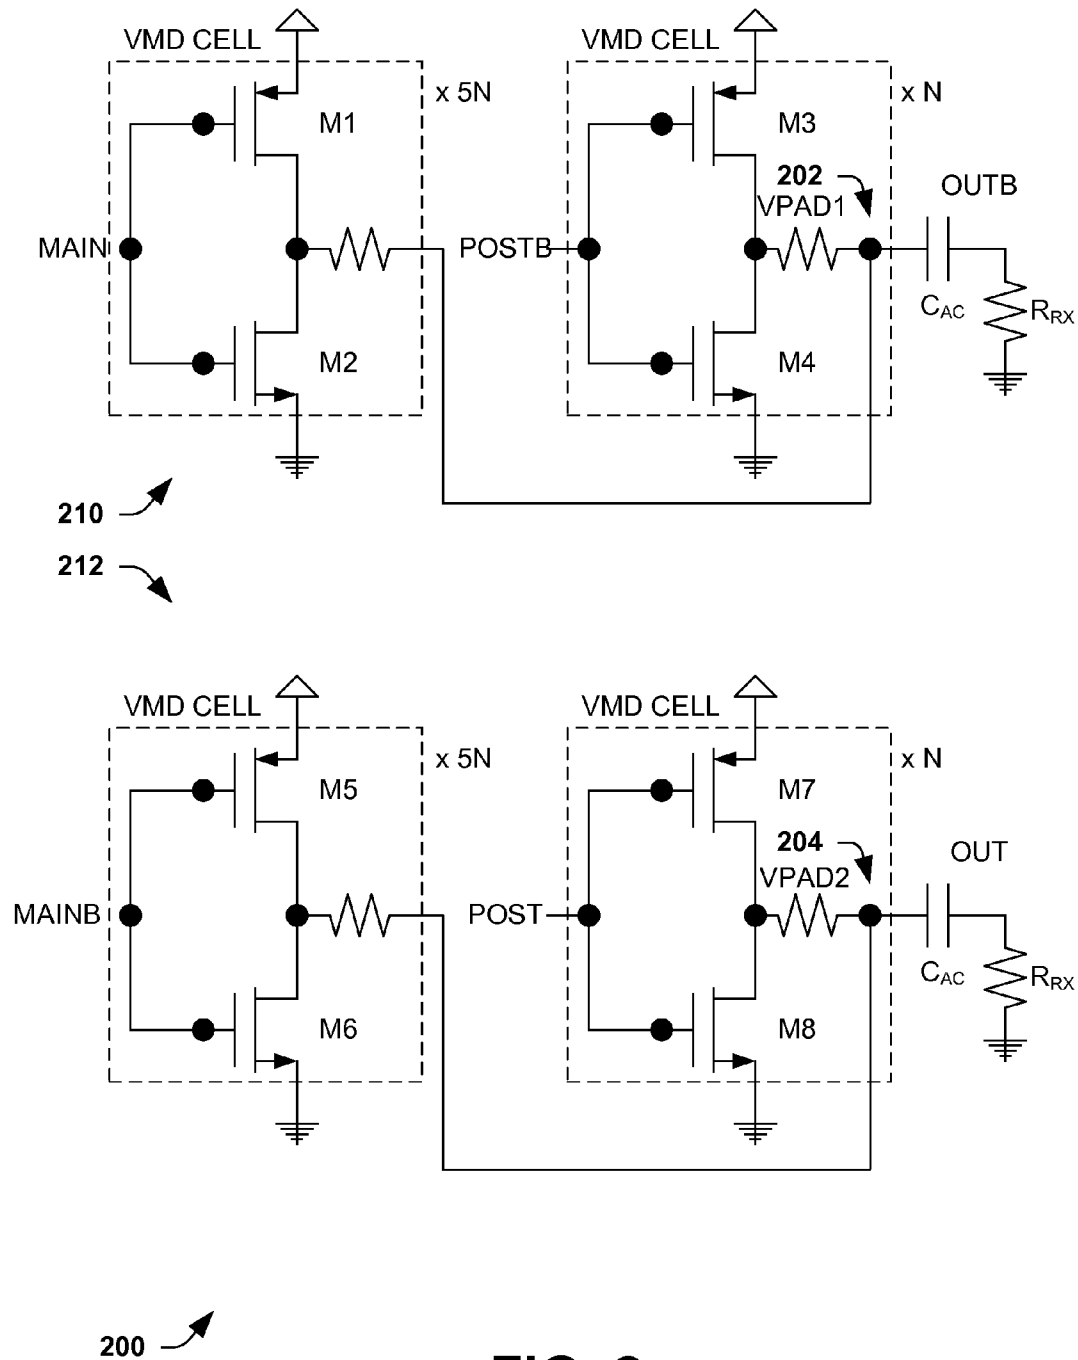 VMD CELL
VMD CELL
x 5N
x N
M1
M3
202
OUTB
VPAD1
MAIN
POSTB
CAC
RRX
M2
M4
210
212
VMD CELL
VMD CELL
x 5N
x N
M5
M7
204
OUT
VPAD2
MAINB
POST
CAC
RRX
M6
M8
200